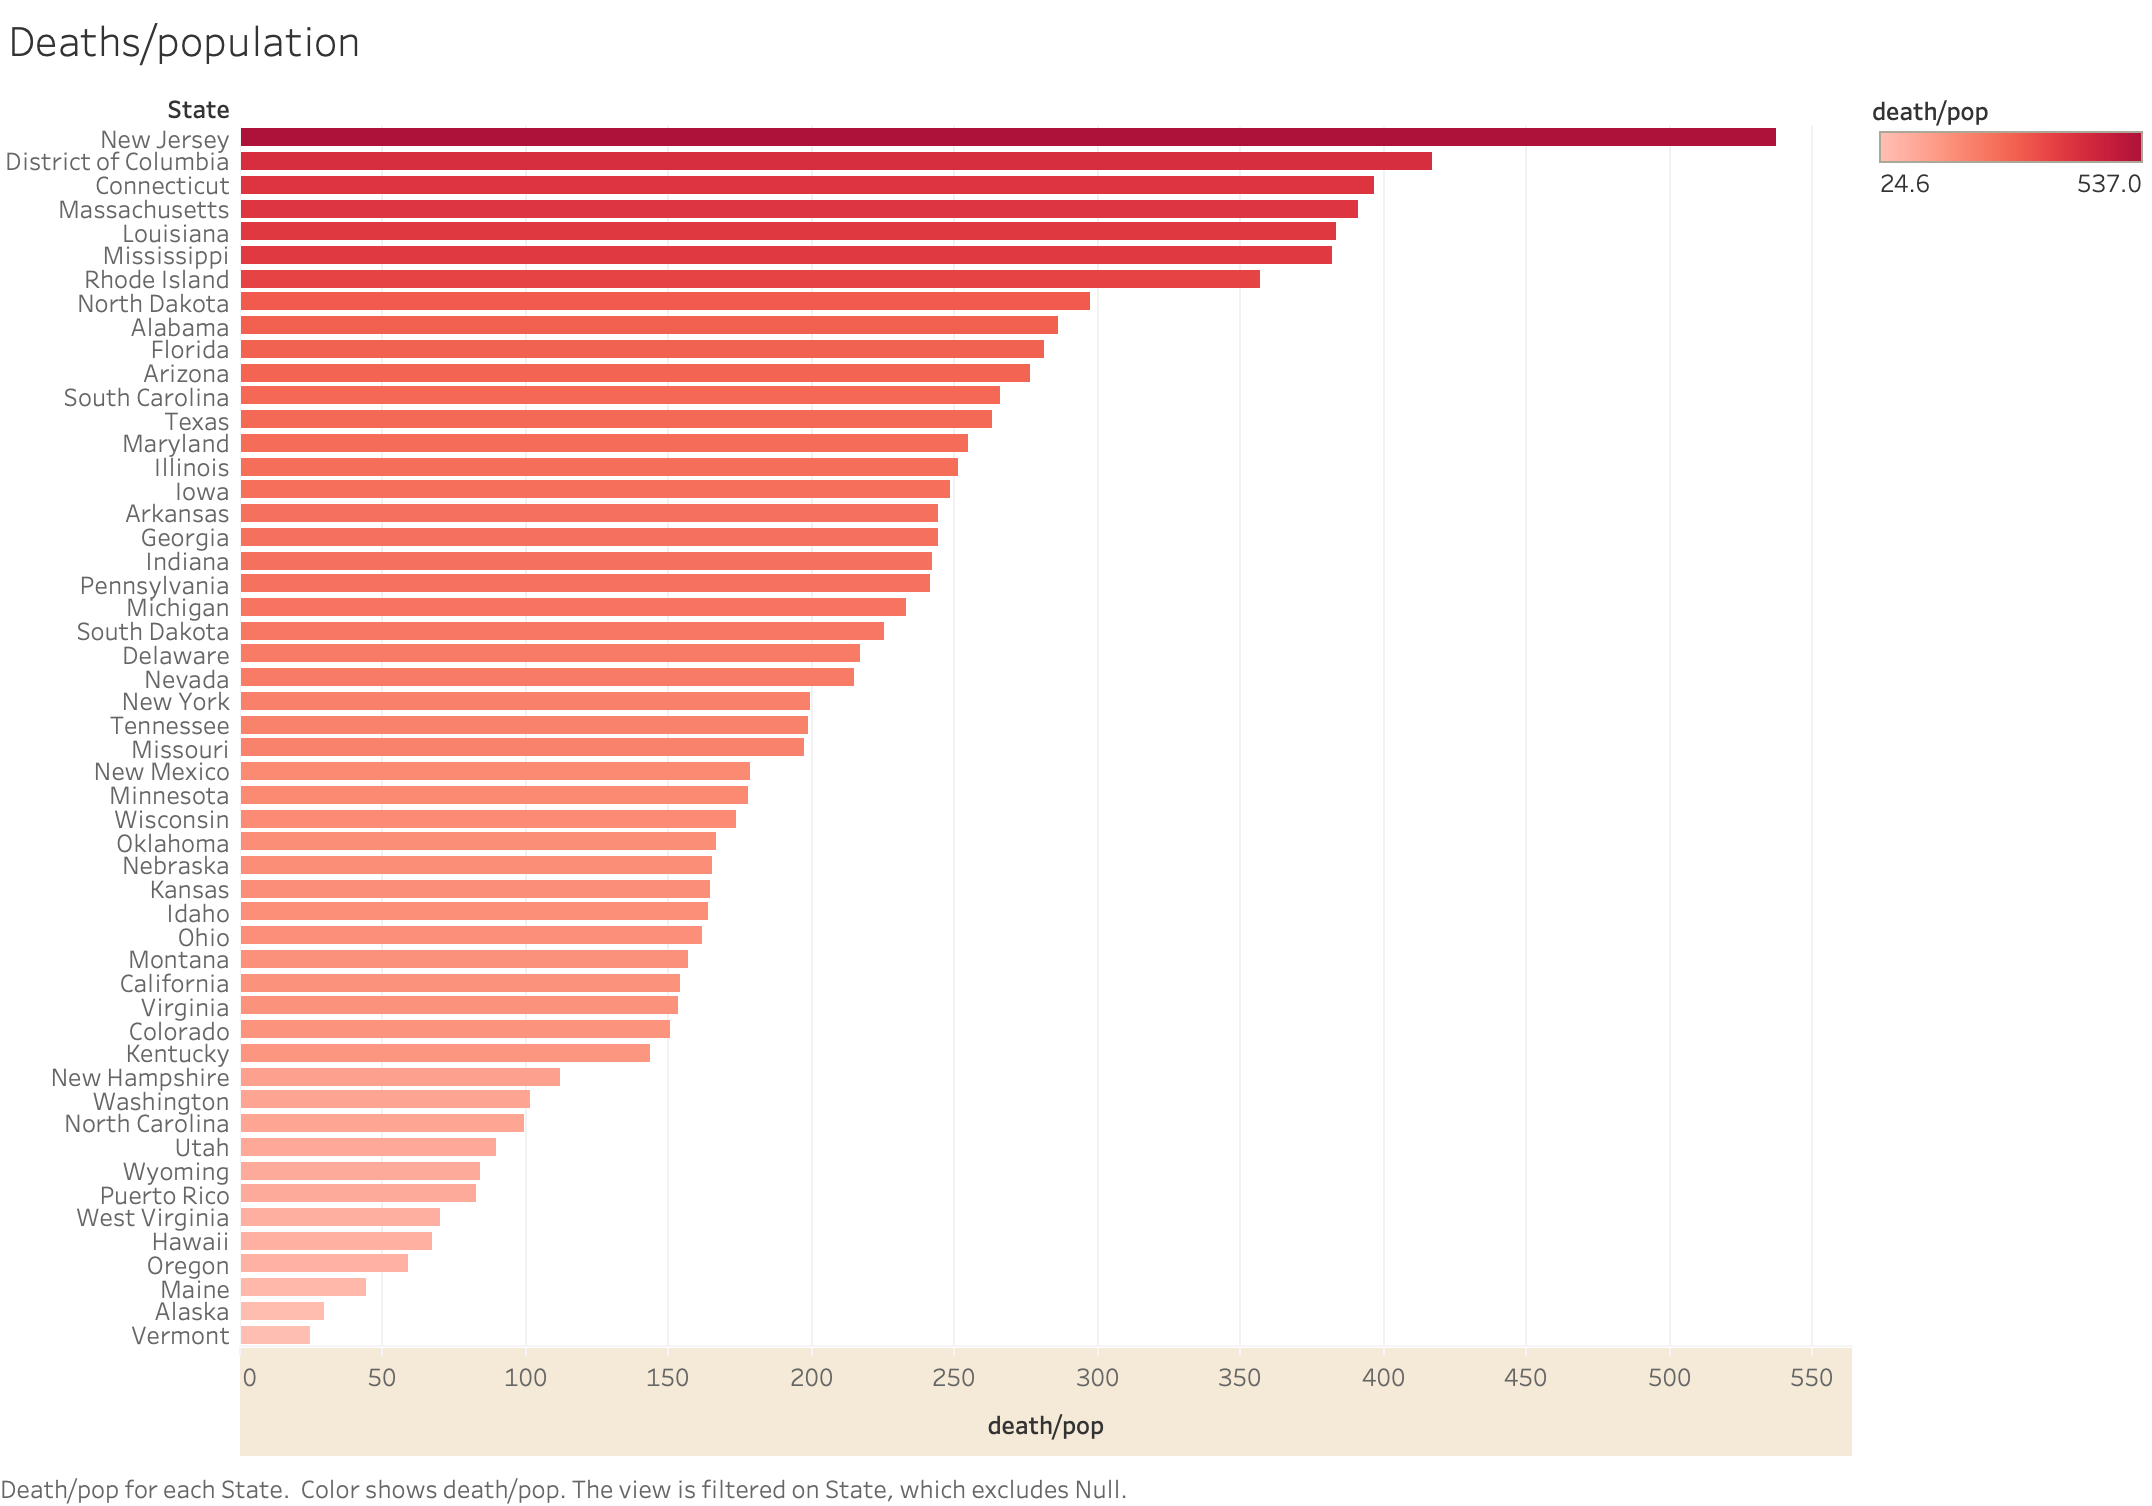 Deaths/population
State
New Jersey
District of Columbia
Connecticut
Massachusetts
Louisiana
Mississippi
Rhode Island
North Dakota
Alabama
Florida
Arizona
South Carolina
Texas
Maryland
Illinois
Iowa
Arkansas
Georgia
Indiana
Pennsylvania
Michigan
South Dakota
Delaware
Nevada
New York
Tennessee
Missouri
New Mexico
Minnesota
Wisconsin
Oklahoma
Nebraska
Kansas
Idaho
Ohio
Montana
California
Virginia
Colorado
Kentucky
New Hampshire
Washington
North Carolina
Utah
Wyoming
Puerto Rico
West Virginia
Hawaii
Oregon
Maine
Alaska
Vermont
0 50 100 150 200 250 300 350 400 450 500 550
death/pop
death/pop
24.6 537.0
Death/pop for each State.  Color shows death/pop. The view is filtered on State, which excludes Null.